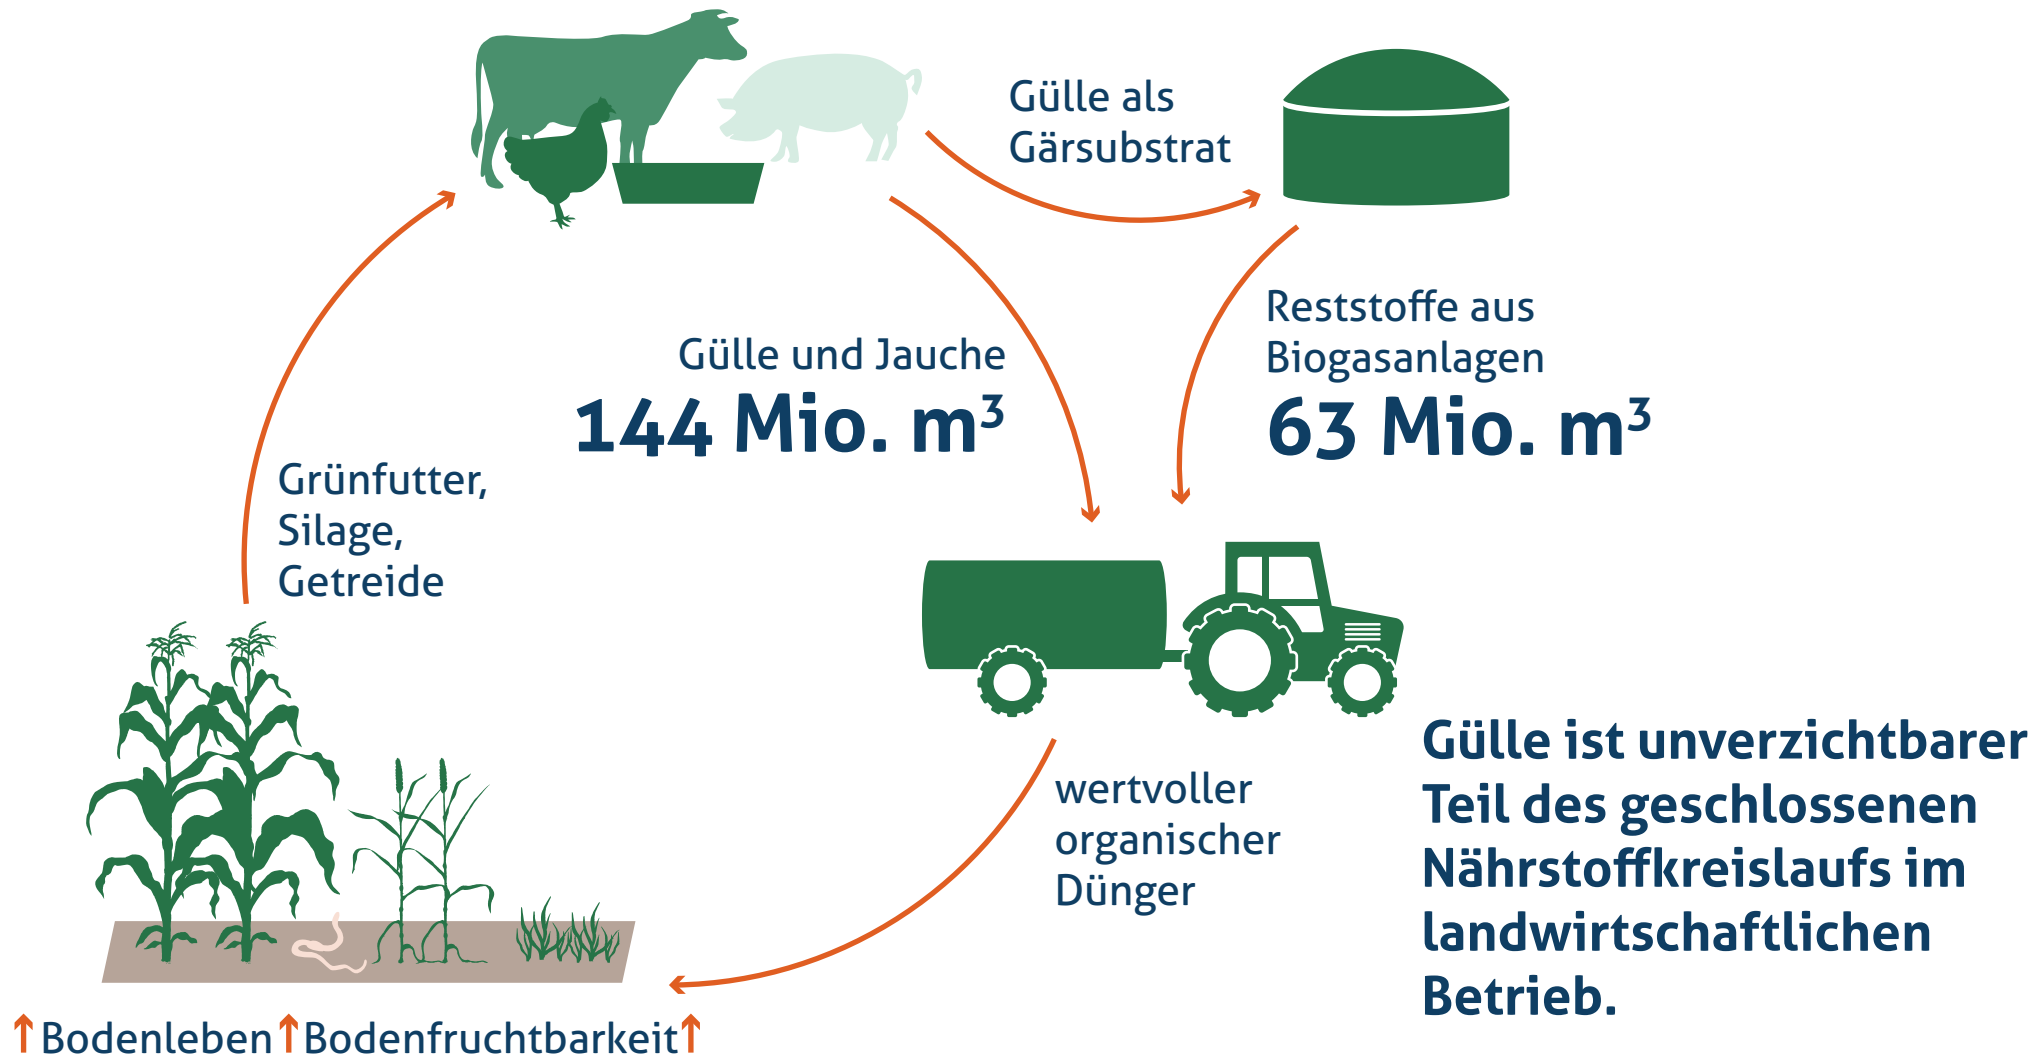 Gülle als
Gärsubstrat
Gülle und Jauche
144 Mio. m³
Reststoffe aus
Biogasanlagen
63 Mio. m³
Grünfutter,
Silage,
Getreide
wertvoller
organischer
Dünger
Gülle ist unverzichtbarer
Teil des geschlossenen
Nährstoffkreislaufs im
landwirtschaftlichen
Betrieb.
↑Bodenleben↑Bodenfruchtbarkeit↑